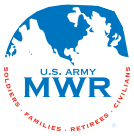 U.S. ARMY
MWR
SOLDIERS · FAMILIES · RETIREES · CIVILIANS